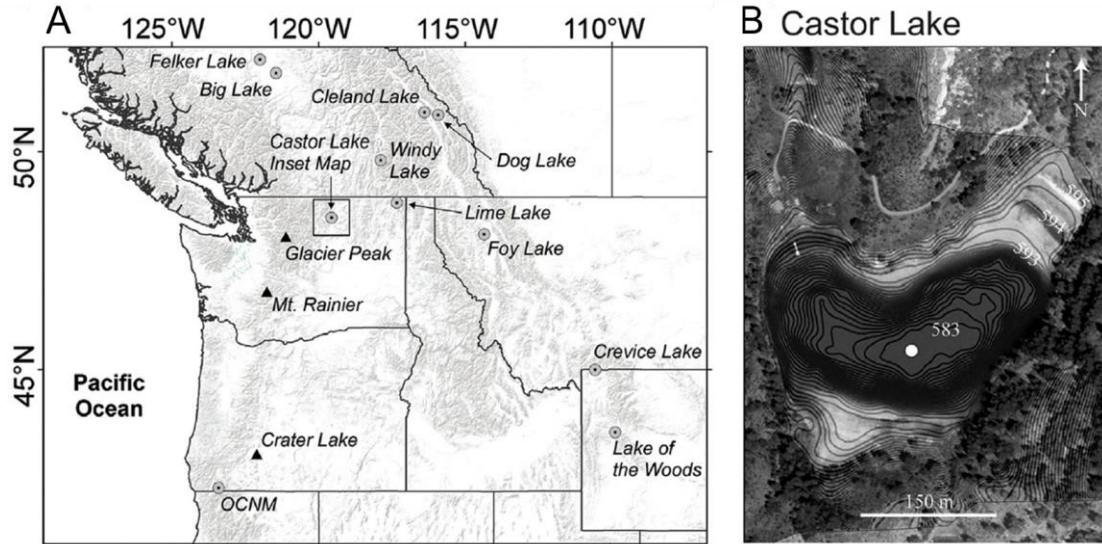 A
125°W
120°W
115°W
110°W
Felker Lake
Big Lake
Cleland Lake
Castor Lake
Inset Map
Windy
Lake
Dog Lake
50°N
Lime Lake
Foy Lake
Glacier Peak
Mt. Rainier
45°N
Crevice Lake
Pacific
Ocean
Crater Lake
Lake of
the Woods
OCNM
B Castor Lake
N
595
594
593
583
150 m